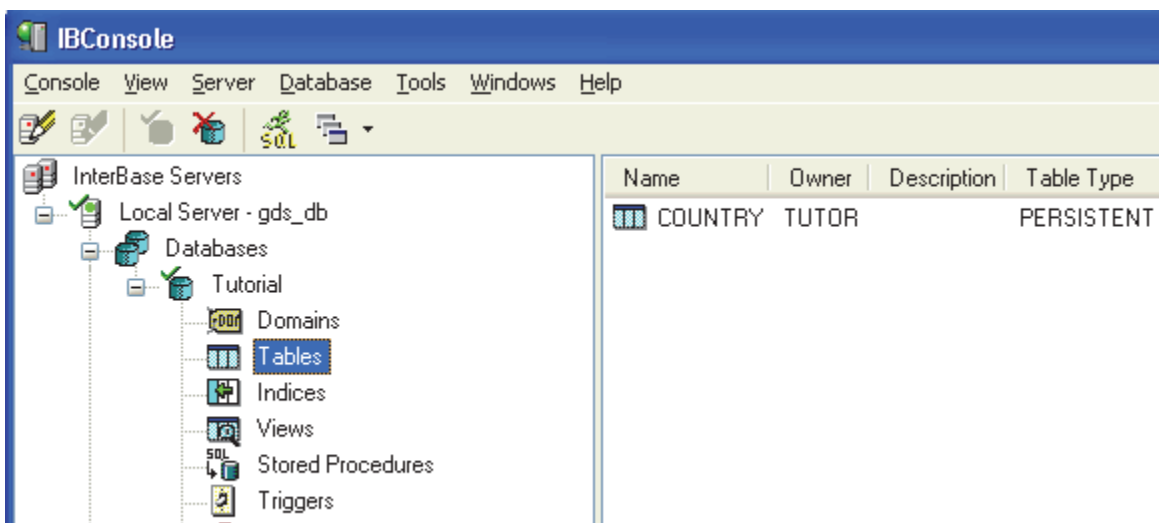 IBConsole
Console View Server Database Tools Windows Help
SQL
InterBase Servers
Local Server - gds_db
Databases
Tutorial
Domains
Tables
Indices
Views
SQL
Stored Procedures
Triggers
Name Owner Description Table Type
COUNTRY TUTOR PERSISTENT